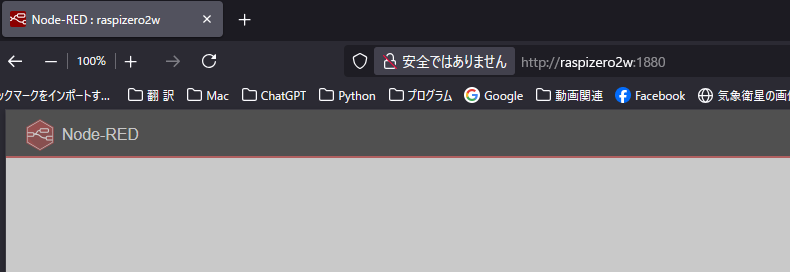 Node-RED : raspizero2w
100%
安全ではありません http://raspizero2w:1880
ックマークをインポートす... 翻 訳 Mac ChatGPT Python プログラム Google 動画関連 Facebook 気象衛星の画
Node-RED